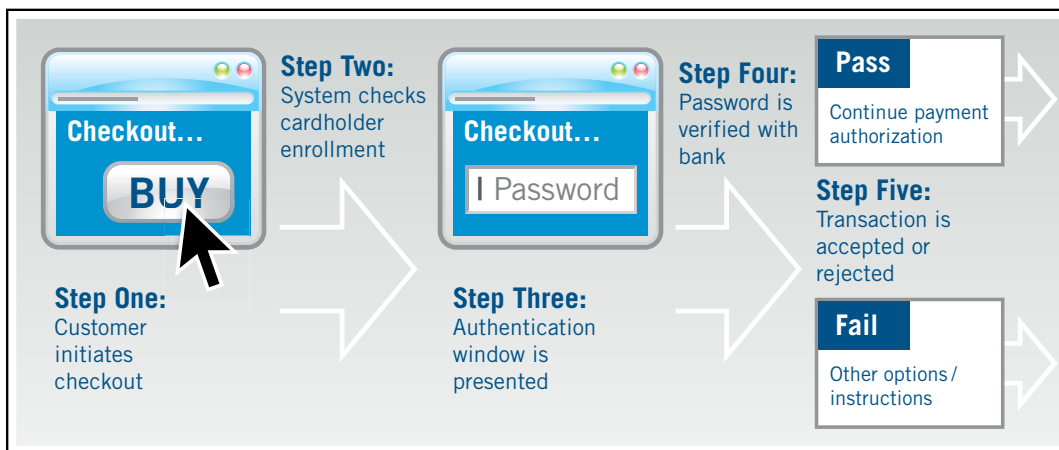 Checkout...
BUY
Step One:
Customer
initiates
checkout
Step Two:
System checks
cardholder
enrollment
Checkout...
Password
Step Three:
Authentication
window is
presented
Step Four:
Password is
verified with
bank
Pass
Continue payment
authorization
Step Five:
Transaction is
accepted or
rejected
Fail
Other options /
instructions